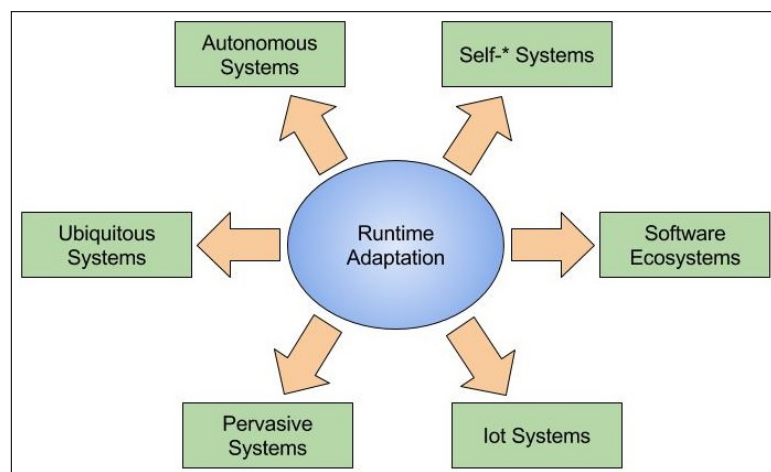 Autonomous
Systems
Self-* Systems
Ubiquitous
Systems
Runtime
Adaptation
Software
Ecosystems
Pervasive
Systems
Iot Systems